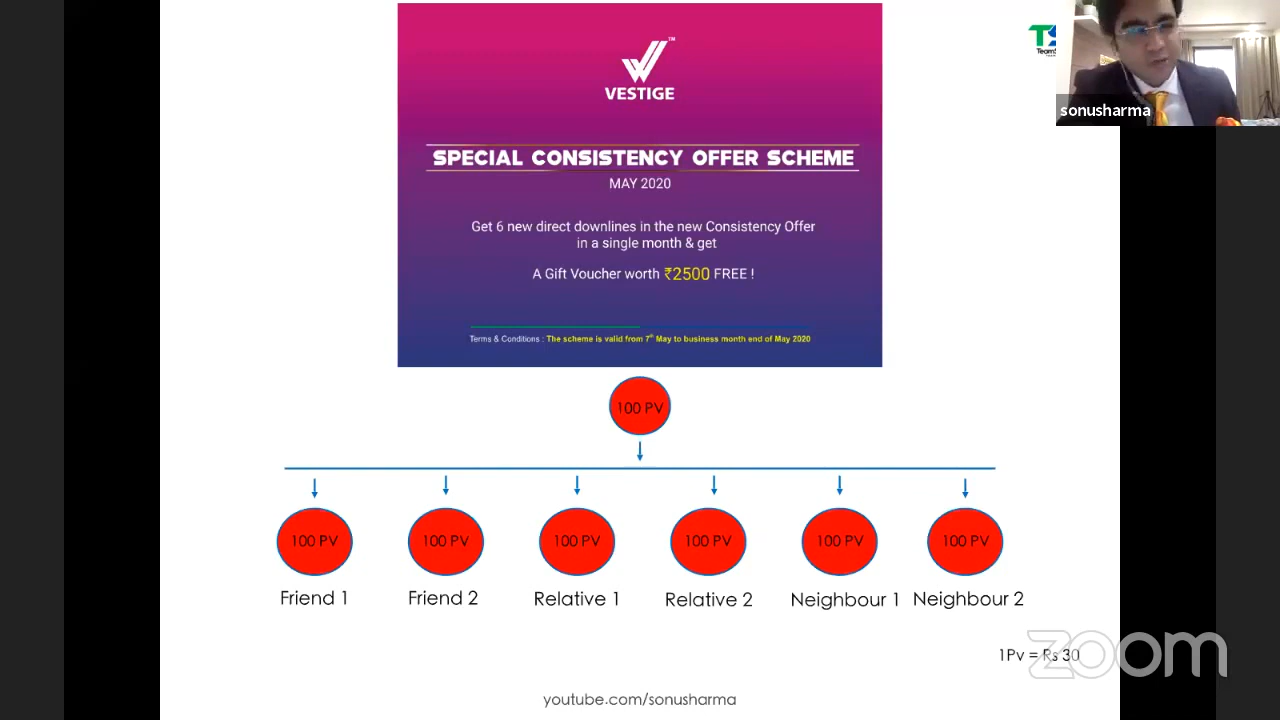 VESTIGE
TM
SPECIAL CONSISTENCY OFFER SCHEME
MAY 2020
Get 6 new direct downlines in the new Consistency Offer
in a single month & get
A Gift Voucher worth ₹2500 FREE !
Terms & Conditions : The scheme is valid from 7th May to business month end of May 2020
sonusharma
100 PV
100 PV 100 PV 100 PV 100 PV 100 PV 100 PV
Friend 1 Friend 2 Relative 1 Relative 2 Neighbour 1 Neighbour 2
1Pv = Rs 30
zoom
youtube.com/sonusharma